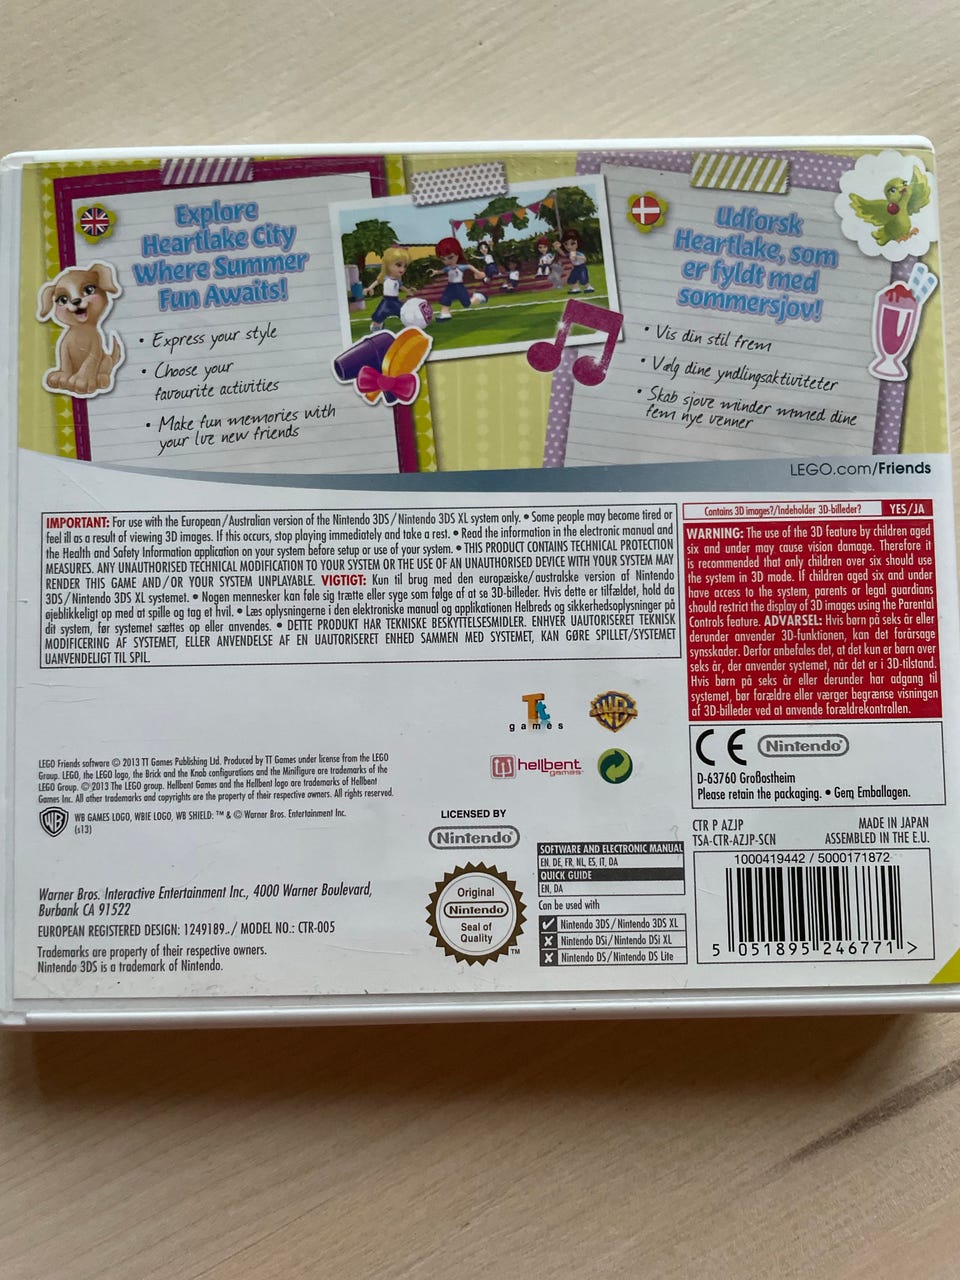 Explore
Heartlake City
Where Summer
Fun Awaits!
• Express your style
• Choose your
favourite activities
• Make fun memories with
your lve new friends
Udforsk
Heartlake, som
er fyldt med
sommersjov!
• Vis din stil frem
• Vælg dine yndlingsaktiviteter
• Skab sjove minder mmed dine
fem nye venner
LEGO.com/Friends
IMPORTANT: For use with the European/Australian version of the Nintendo 3DS/Nintendo 3DS XL system only. • Some people may become tired or
feel ill as a result of viewing 3D images. If this occurs, stop playing immediately and take a rest. • Read the information in the electronic manual and
the Health and Safety Information application on your system before setup or use of your system. • THIS PRODUCT CONTAINS TECHNICAL PROTECTION
MEASURES. ANY UNAUTHORISED TECHNICAL MODIFICATION TO YOUR SYSTEM OR THE USE OF AN UNAUTHORISED DEVICE WITH YOUR SYSTEM MAY
RENDER THIS GAME AND/OR YOUR SYSTEM UNPLAYABLE. VIGTIGT: Kun til brug med den europæiske/australske version af Nintendo
3DS/Nintendo 3DS XL systemet. • Nogen mennesker kan føle sig trætte eller syge som følge af at se 3D-billeder. Hvis dette er tilfældet, hold da
øjeblikkeligt op med at spille og tag et hvil. • Læs oplysningerne i den elektroniske manual og applikationen Helbreds og sikkerhedsoplysninger på
dit system, før systemet sættes op eller anvendes. • DETTE PRODUKT HAR TEKNISKE BESKYTTELSESMIDLER. ENHVER UAUTORISERET TEKNISK
MODIFICERING AF SYSTEMET, ELLER ANVENDELSE AF EN UAUTORISERET ENHED SAMMEN MED SYSTEMET, KAN GØRE SPILLET/SYSTEMET
UANVENDELIGT TIL SPIL.
Contains 3D images?/Indeholder 3D-billeder? YES/JA
WARNING: The use of the 3D feature by children aged
six and under may cause vision damage. Therefore it
is recommended that only children over six should use
the system in 3D mode. If children aged six and under
have access to the system, parents or legal guardians
should restrict the display of 3D images using the Parental
Controls feature. ADVARSEL: Hvis børn på seks år eller
derunder anvender 3D-funktionen, kan det forårsage
synsskader. Derfor anbefales det, at det kun er børn over
seks år, der anvender systemet, når det er i 3D-tilstand.
Hvis børn på seks år eller derunder har adgang til
systemet, bør forældre eller værger begrænse visningen
af 3D-billeder ved at anvende forældrekontrollen.
Tt
games
WB
hellbent
games
CE
Nintendo
D-63760 Großostheim
Please retain the packaging. • Gem Emballagen.
LEGO Friends software © 2013 TT Games Publishing Ltd. Produced by TT Games under license from the LEGO
Group. LEGO, the LEGO logo, the Brick and the Knob configurations and the Minifigure are trademarks of the
LEGO Group. © 2013 The LEGO group. Hellbent Games and the Hellbent logo are trademarks of Hellbent
Games Inc. All other trademarks and copyrights are the property of their respective owners. All rights reserved.
WB
WB GAMES LOGO, WBIE LOGO, WB SHIELD: ™ & © Warner Bros. Entertainment Inc.
(s13)
LICENSED BY
Nintendo
CTR P AZJP MADE IN JAPAN
TSA-CTR-AZJP-SCN ASSEMBLED IN THE E.U.
1000419442 / 5000171872
5 051895 246771 >
SOFTWARE AND ELECTRONIC MANUAL
EN, DE, FR, NL, ES, IT, DA
QUICK GUIDE
EN, DA
Can be used with
Nintendo 3DS/Nintendo 3DS XL
Nintendo DSi/Nintendo DSi XL
Nintendo DS/Nintendo DS Lite
Original
Nintendo
Seal of
Quality
™
Warner Bros. Interactive Entertainment Inc., 4000 Warner Boulevard,
Burbank CA 91522
EUROPEAN REGISTERED DESIGN: 1249189../ MODEL NO.: CTR-005
Trademarks are property of their respective owners.
Nintendo 3DS is a trademark of Nintendo.